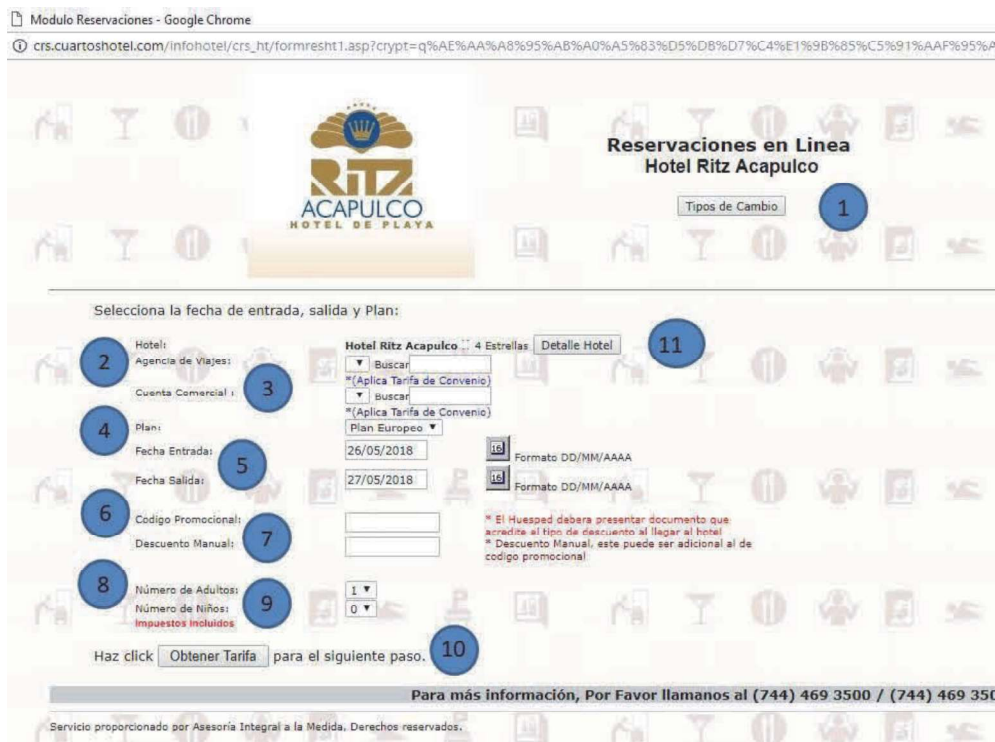 Modulo Reservaciones - Google Chrome
crs.cuartoshotel.com/infohotel/crs_ht/formresht1.asp?crypt=q%AE%AA%A8%95%AB%A0%A5%83%D5%DB%D7%C4%E1%9B%85%C5%91%AAF%95%A
RITZ
ACAPULCO
HOTEL DE PLAYA
Reservaciones en Linea
Hotel Ritz Acapulco
Tipos de Cambio
1
Selecciona la fecha de entrada, salida y Plan:
2
Hotel:
Hotel Ritz Acapulco 4 Estrellas Detalle Hotel
11
Agencia de Viajes:
Buscar
*(Aplica Tarifa de Convenio)
3
Cuenta Comercial :
Buscar
*(Aplica Tarifa de Convenio)
4
Plan:
Plan Europeo
Fecha Entrada:
26/05/2018
16
Formato DD/MM/AAAA
5
Fecha Salida:
27/05/2018
16
Formato DD/MM/AAAA
6
Codigo Promocional:
* El Huesped debera presentar documento que
acredite el tipo de descuento al llegar al hotel
7
Descuento Manual:
* Descuento Manual, este puede ser adicional al de
codigo promocional
8
Número de Adultos:
1
9
Número de Niños:
0
Impuestos Incluidos
Haz click Obtener Tarifa para el siguiente paso.
10
Para más información, Por Favor llamanos al (744) 469 3500 / (744) 469 350
Servicio proporcionado por Asesoría Integral a la Medida, Derechos reservados.